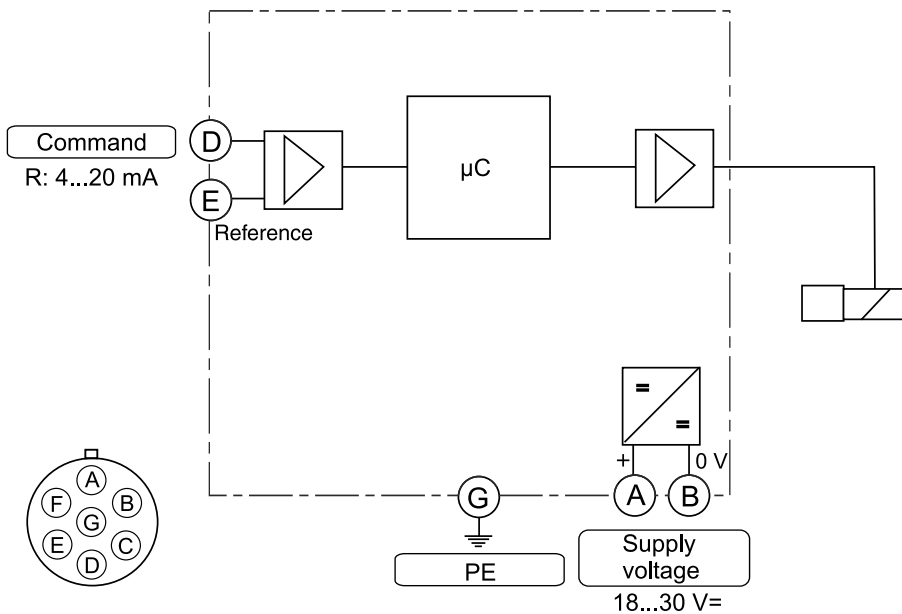 D
Command
R: 4...20 mA
E
Reference
µC
=
=
+
0 V
G
A
B
PE
Supply
voltage
18...30 V=
A
F
B
G
E
C
D